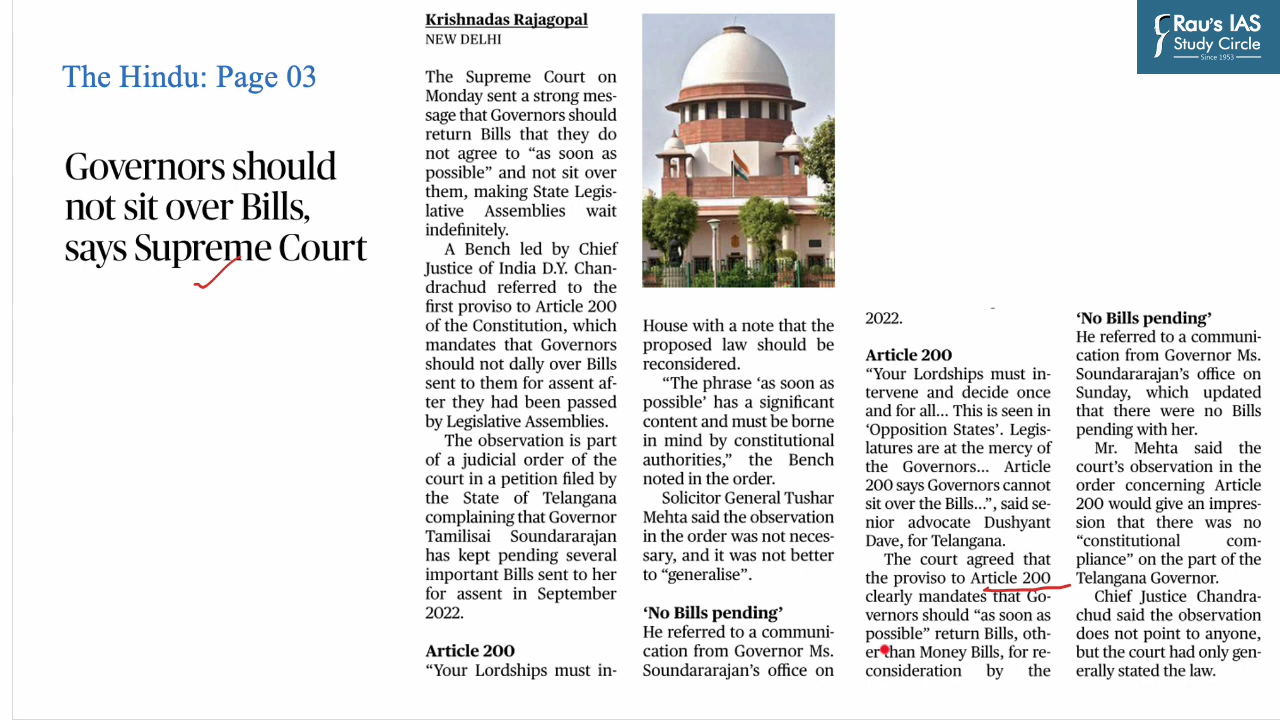 Rau's IAS
Study Circle
Since 1953
The Hindu: Page 03
Governors should
not sit over Bills,
says Supreme Court
Krishnadas Rajagopal
NEW DELHI
The Supreme Court on
Monday sent a strong mes-
sage that Governors should
return Bills that they do
not agree to “as soon as
possible” and not sit over
them, making State Legis-
lative Assemblies wait
indefinitely.
A Bench led by Chief
Justice of India D.Y. Chan-
drachud referred to the
first proviso to Article 200
of the Constitution, which
mandates that Governors
should not dally over Bills
sent to them for assent af-
ter they had been passed
by Legislative Assemblies.
The observation is part
of a judicial order of the
court in a petition filed by
the State of Telangana
complaining that Governor
Tamilisai Soundararajan
has kept pending several
important Bills sent to her
for assent in September
2022.
Article 200
“Your Lordships must in-
House with a note that the
proposed law should be
reconsidered.
“The phrase ‘as soon as
possible’ has a significant
content and must be borne
in mind by constitutional
authorities,” the Bench
noted in the order.
Solicitor General Tushar
Mehta said the observation
in the order was not neces-
sary, and it was not better
to “generalise”.
‘No Bills pending’
He referred to a communi-
cation from Governor Ms.
Soundararajan’s office on
2022.
Article 200
“Your Lordships must in-
tervene and decide once
and for all... This is seen in
‘Opposition States’. Legis-
latures are at the mercy of
the Governors... Article
200 says Governors cannot
sit over the Bills...”, said se-
nior advocate Dushyant
Dave, for Telangana.
The court agreed that
the proviso to Article 200
clearly mandates that Go-
vernors should “as soon as
possible” return Bills, oth-
er than Money Bills, for re-
consideration by the
‘No Bills pending’
He referred to a communi-
cation from Governor Ms.
Soundararajan’s office on
Sunday, which updated
that there were no Bills
pending with her.
Mr. Mehta said the
court’s observation in the
order concerning Article
200 would give an impres-
sion that there was no
“constitutional com-
pliance” on the part of the
Telangana Governor.
Chief Justice Chandra-
chud said the observation
does not point to anyone,
but the court had only gen-
erally stated the law.